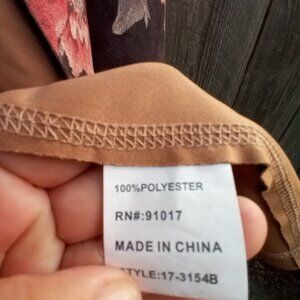 100%POLYESTER
RN#:91017
MADE IN CHINA
STYLE:17-3154B